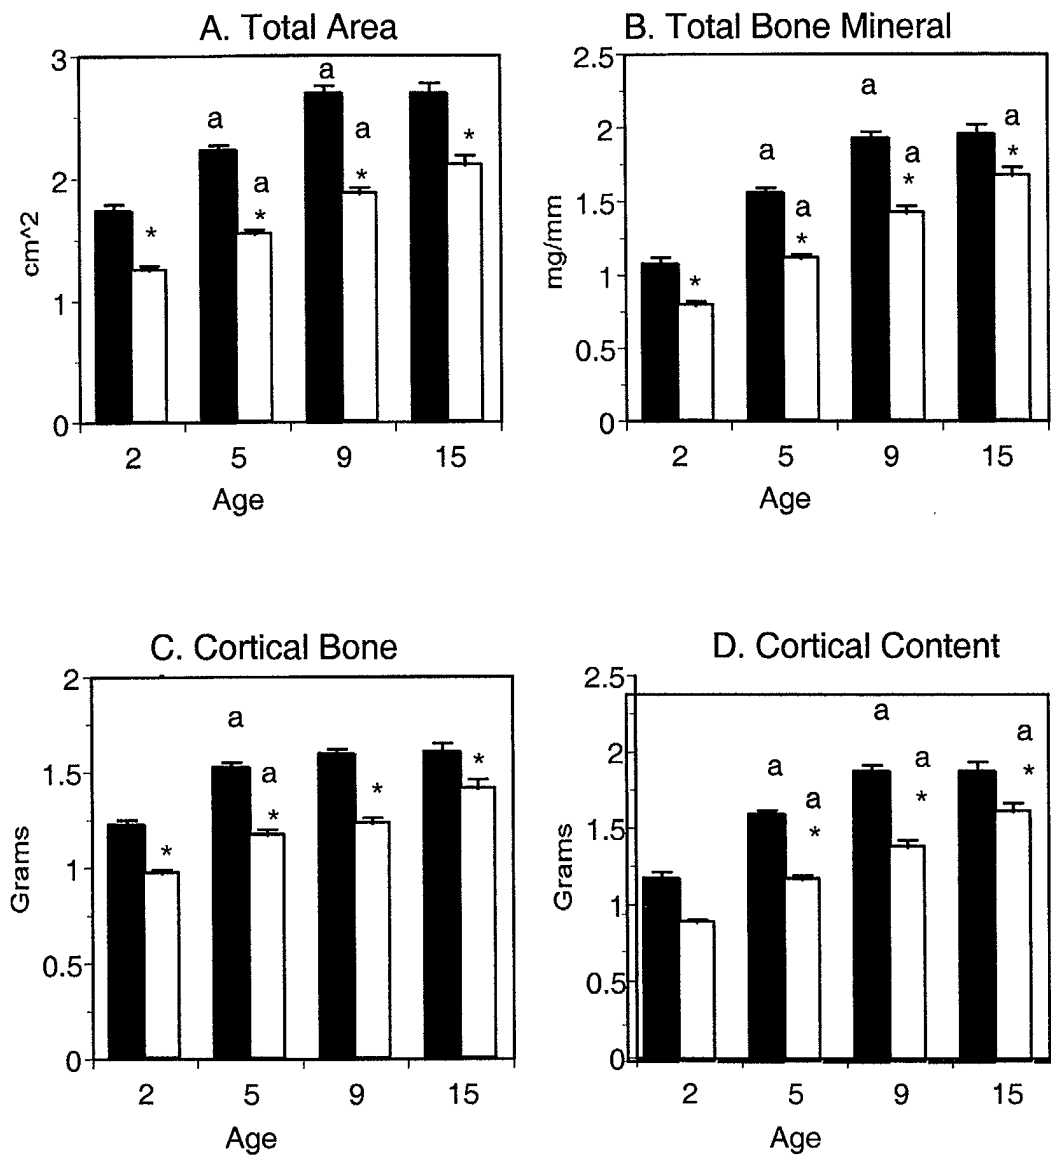 A. Total Area
3
2
1
0
cm^2
a
a
a
a
*
*
*
*
2 5 9 15
Age
B. Total Bone Mineral
2.5
2
1.5
1
0.5
0
mg/mm
a
a
a
a
a
*
*
*
*
2 5 9 15
Age
C. Cortical Bone
2
1.5
1
0.5
0
Grams
a
a
*
*
*
*
2 5 9 15
Age
D. Cortical Content
2.5
2
1.5
1
0.5
0
Grams
a
a
a
a
a
*
*
*
2 5 9 15
Age